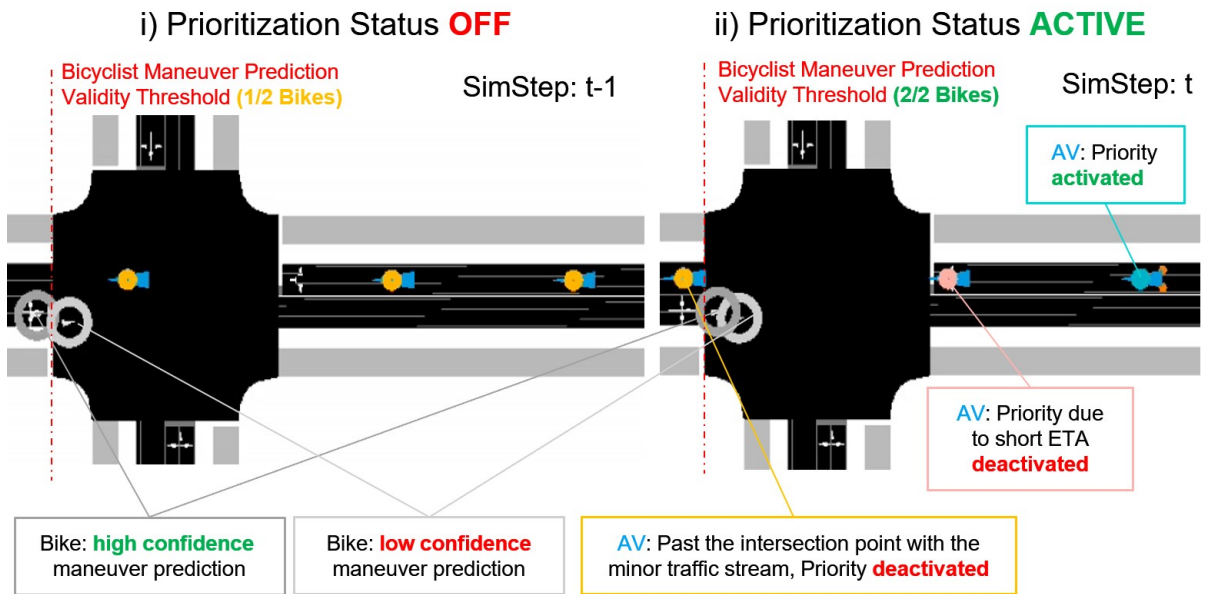 i) Prioritization Status OFF
ii) Prioritization Status ACTIVE
Bicyclist Maneuver Prediction
Validity Threshold (1/2 Bikes)
SimStep: t-1
Bicyclist Maneuver Prediction
Validity Threshold (2/2 Bikes)
SimStep: t
AV: Priority
activated
AV: Priority due
to short ETA
deactivated
Bike: high confidence
maneuver prediction
Bike: low confidence
maneuver prediction
AV: Past the intersection point with the
minor traffic stream, Priority deactivated